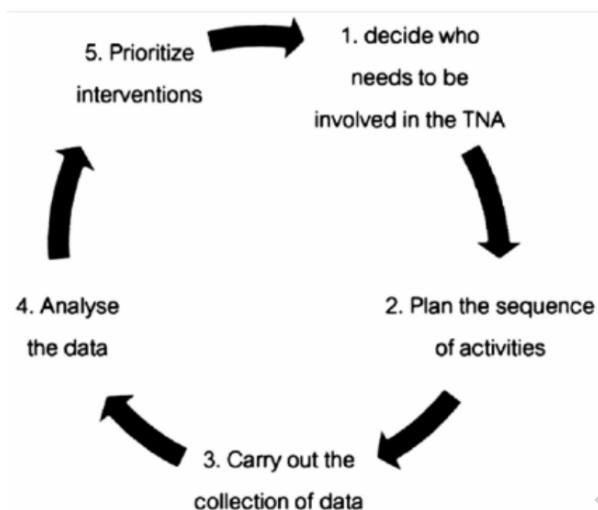 1. decide who
needs to be
involved in the TNA
2. Plan the sequence
of activities
3. Carry out the
collection of data
4. Analyse
the data
5. Prioritize
interventions